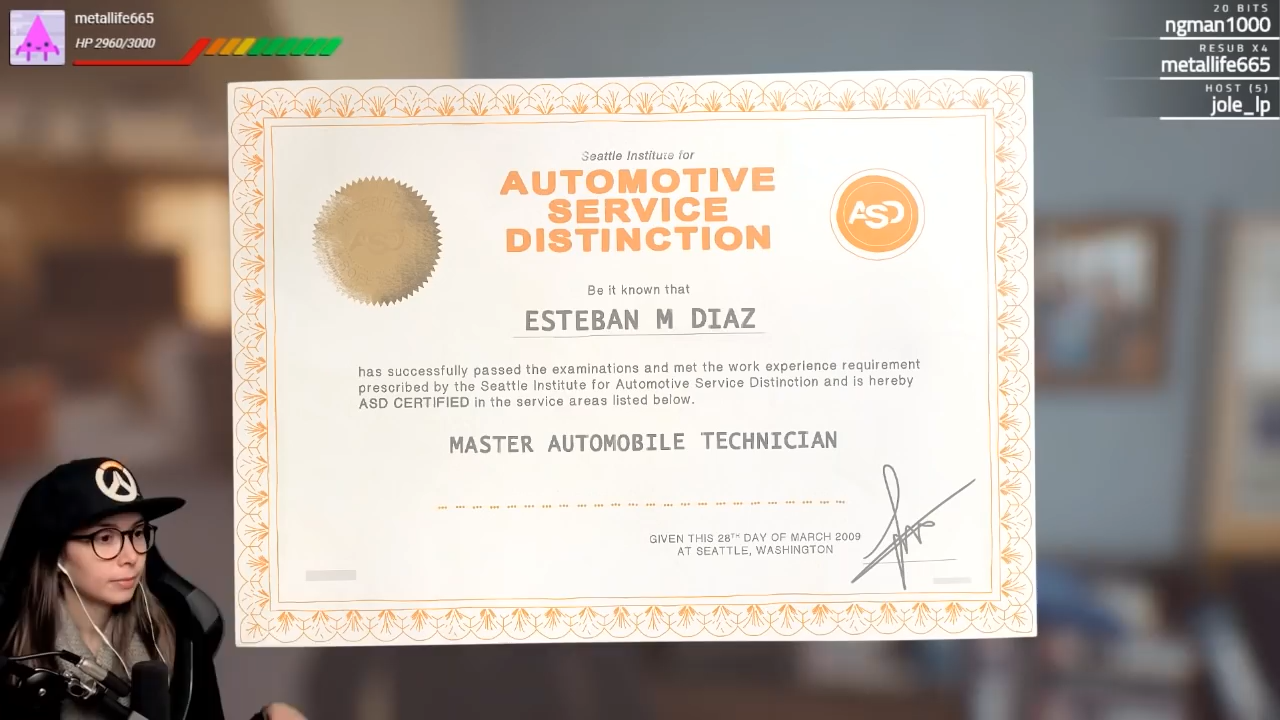 metallife665
HP 2960/3000
20 BITS
ngman1000
RESUB X4
metallife665
HOST (5)
jole_lp
Seattle Institute for
AUTOMOTIVE
SERVICE
DISTINCTION
ASD
ASD
Be it known that
ESTEBAN M DIAZ
has successfully passed the examinations and met the work experience requirement
prescribed by the Seattle Institute for Automotive Service Distinction and is hereby
ASD CERTIFIED in the service areas listed below.
MASTER AUTOMOBILE TECHNICIAN
GIVEN THIS 28TH DAY OF MARCH 2009
AT SEATTLE, WASHINGTON